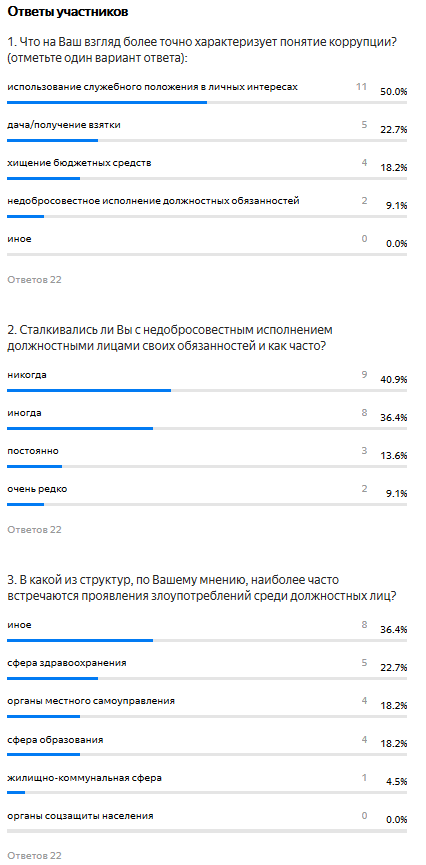 Ответы участников
1. Что на Ваш взгляд более точно характеризует понятие коррупции?
(отметьте один вариант ответа):
использование служебного положения в личных интересах 11 50.0%
дача/получение взятки 5 22.7%
хищение бюджетных средств 4 18.2%
недобросовестное исполнение должностных обязанностей 2 9.1%
иное 0 0.0%
Ответов 22
2. Сталкивались ли Вы с недобросовестным исполнением
должностными лицами своих обязанностей и как часто?
никогда 9 40.9%
иногда 8 36.4%
постоянно 3 13.6%
очень редко 2 9.1%
Ответов 22
3. В какой из структур, по Вашему мнению, наиболее часто
встречаются проявления злоупотреблений среди должностных лиц?
иное 8 36.4%
сфера здравоохранения 5 22.7%
органы местного самоуправления 4 18.2%
сфера образования 4 18.2%
жилищно-коммунальная сфера 1 4.5%
органы соцзащиты населения 0 0.0%
Ответов 22